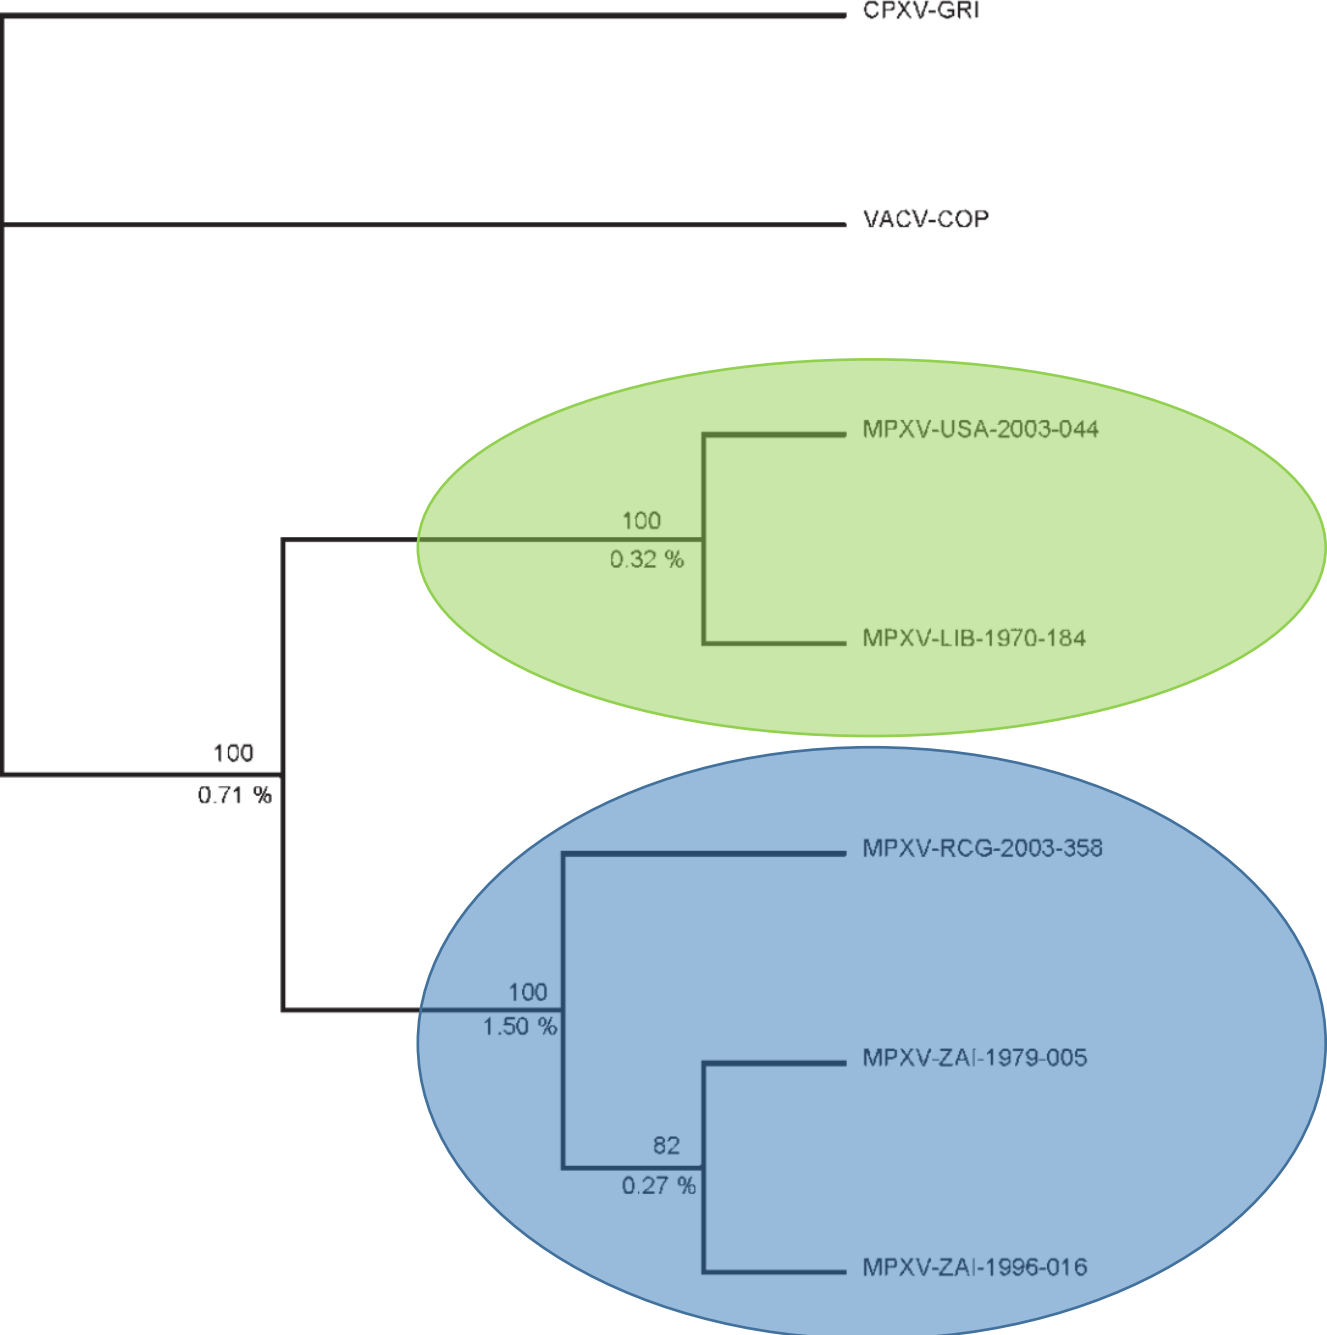 CPXV-GRI
VACV-COP
MPXV-USA-2003-044
100
0.32 %
MPXV-LIB-1970-184
100
0.71 %
MPXV-RCG-2003-358
100
1.50 %
MPXV-ZAI-1979-005
82
0.27 %
MPXV-ZAI-1996-016